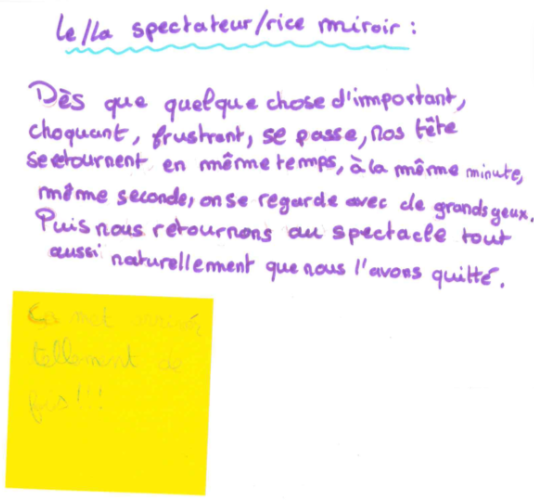 le/la spectateur/rice miroir :
Dès que quelque chose d'important,
choquant, frustrant, se passe, nos tête
se retournent en même temps, à la même minute,
même seconde, on se regarde avec de grands yeux.
Puis nous retournons au spectacle tout
aussi naturellement que nous l'avons quitté.
Ça m'ot arrivér
tellement de
fois!!!